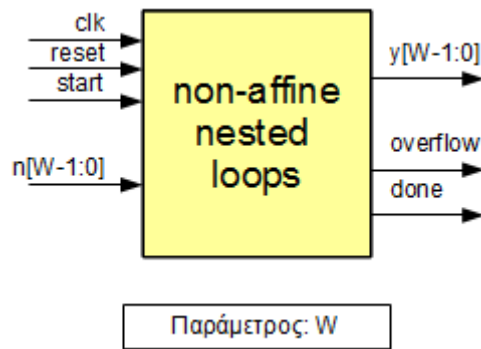 clk
reset
start
n[W-1:0]
non-affine
nested
loops
y[W-1:0]
overflow
done
Παράμετρος: W